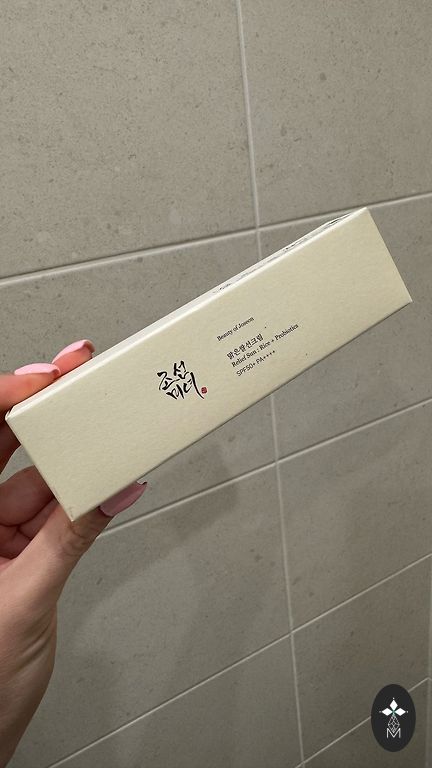 Beauty of Joseon
맑은쌀선크림
Relief Sun : Rice + Probiotics
SPF50+ PA++++
조선
미녀
M